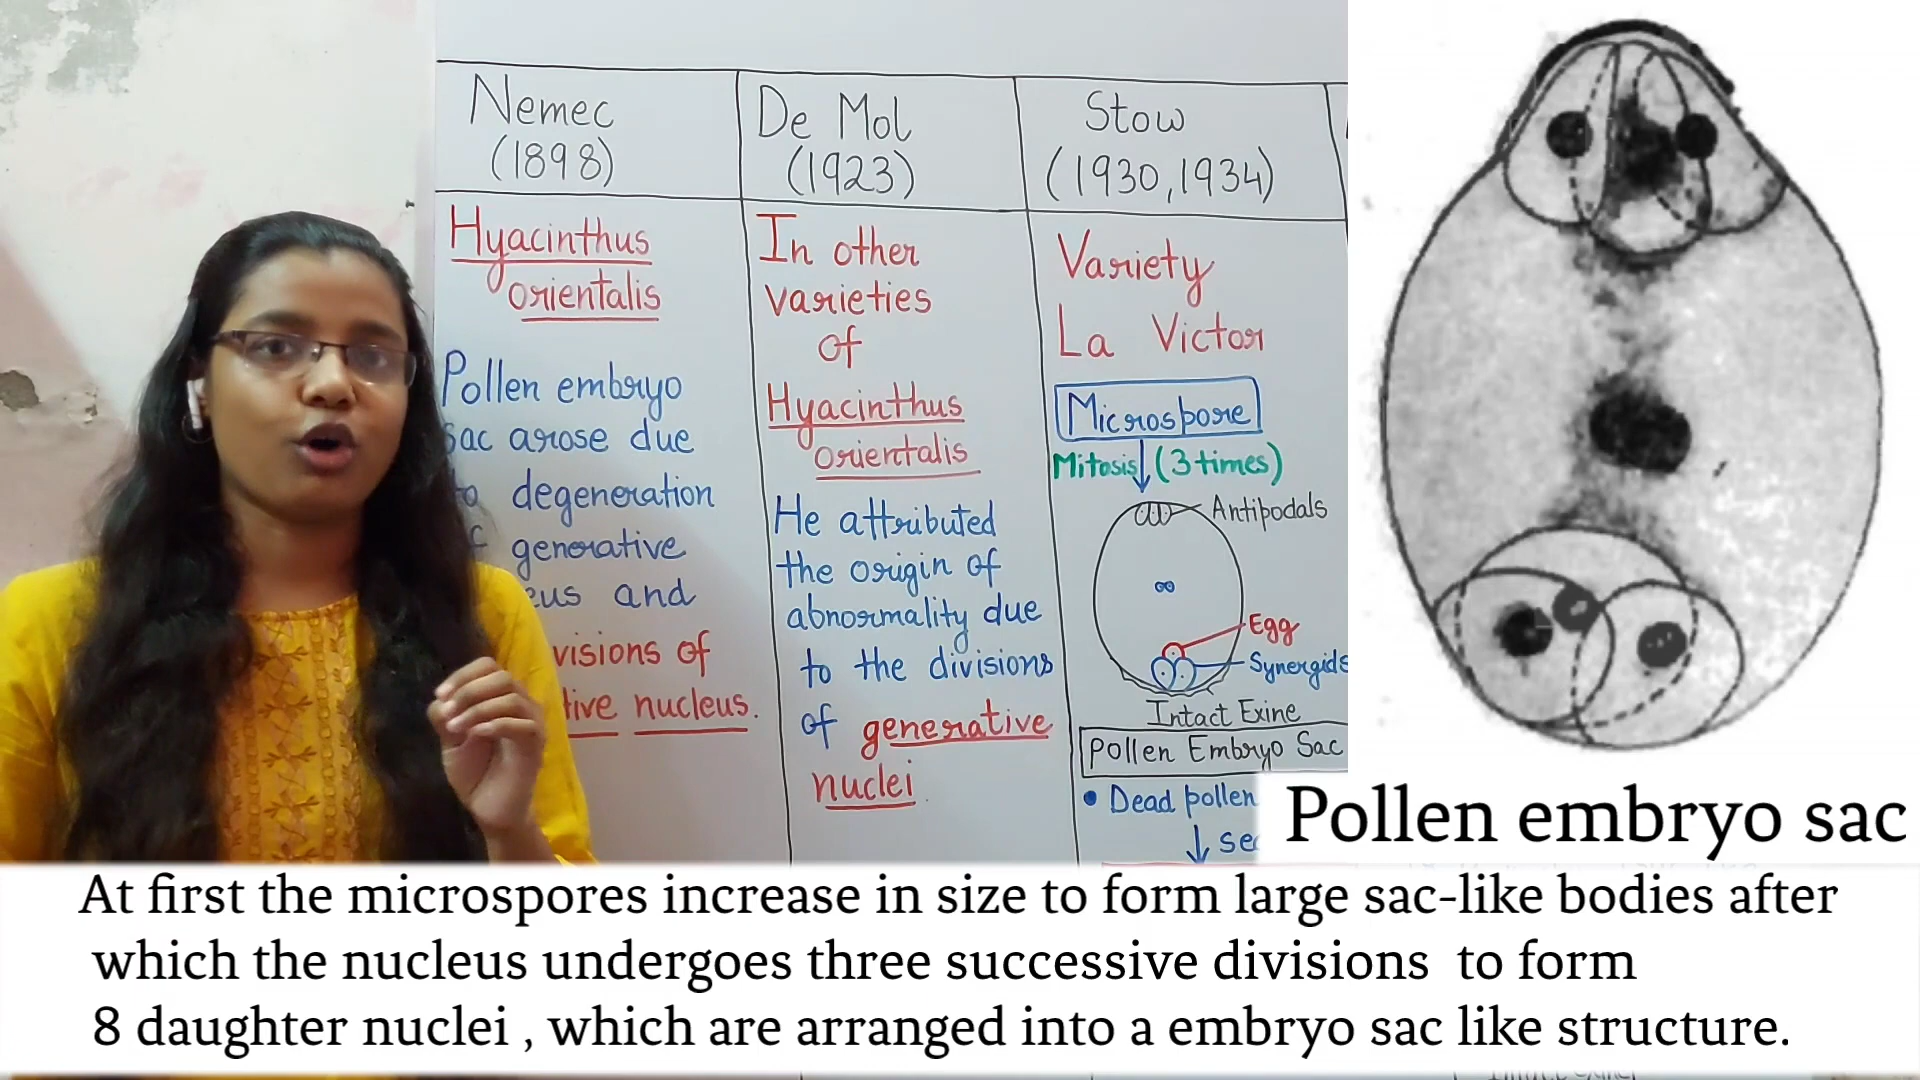 Nemec
(1898)
Hyacinthus
orientalis
Pollen embryo
sac arose due
to degeneration
generative
and
visions of
tive nucleus.
De Mol
(1923)
In other
varieties
of
Hyacinthus
orientalis
He attributed
the origin of
abnormality due
to the divisions
of generative
nuclei
Stow
(1930,1934)
Variety
La Victor
Microspore
Mitosis (3 times)
Antipodals
Egg
Synergids
Intact Exine
Pollen Embryo Sac
• Dead pollen
Pollen embryo sac
At first the microspores increase in size to form large sac-like bodies after
which the nucleus undergoes three successive divisions to form
8 daughter nuclei , which are arranged into a embryo sac like structure.